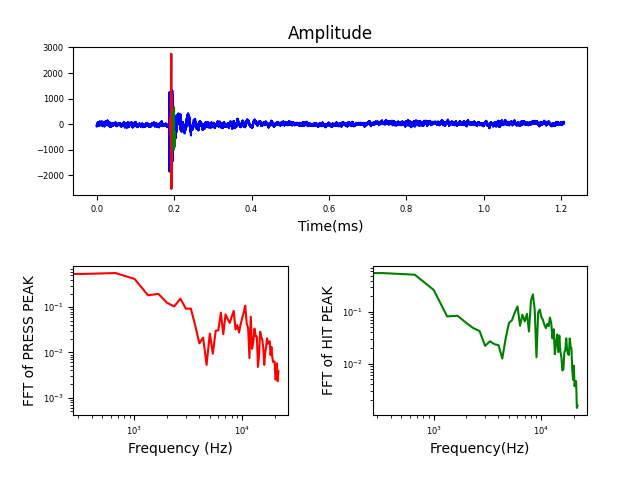 Amplitude
3000
2000
1000
0
−1000
−2000
0.0 0.2 0.4 0.6 0.8 1.0 1.2
Time(ms)
FFT of PRESS PEAK
10⁻¹
10⁻²
10⁻³
10³ 10⁴
Frequency (Hz)
FFT of HIT PEAK
10⁻¹
10⁻²
10³ 10⁴
Frequency(Hz)